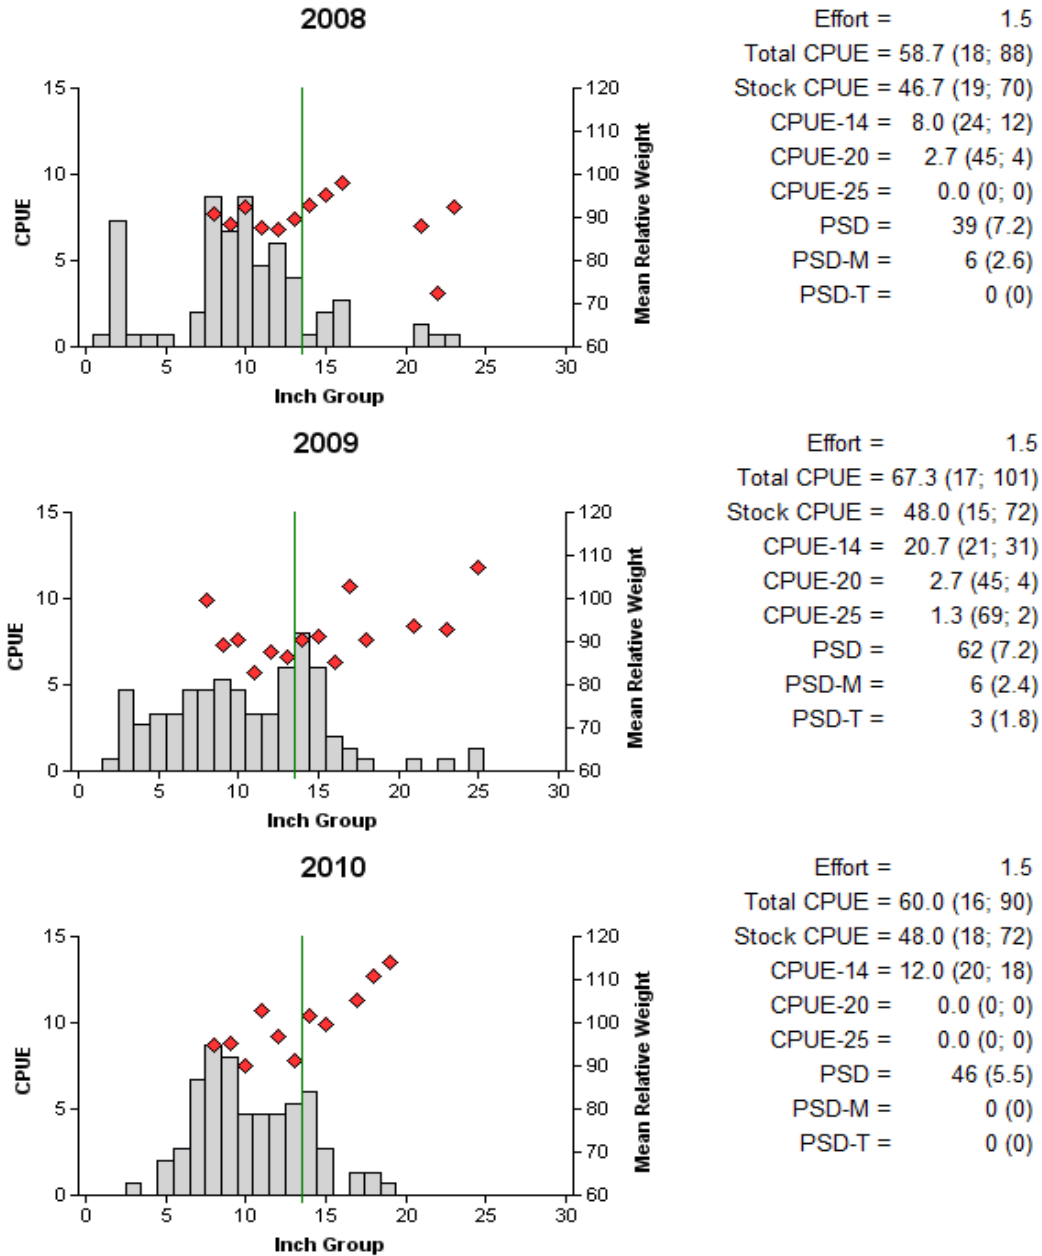 2008
Effort = 1.5
Total CPUE = 58.7 (18; 88)
Stock CPUE = 46.7 (19; 70)
CPUE-14 = 8.0 (24; 12)
CPUE-20 = 2.7 (45; 4)
CPUE-25 = 0.0 (0; 0)
PSD = 39 (7.2)
PSD-M = 6 (2.6)
PSD-T = 0 (0)
CPUE
15
10
5
0
0 5 10 15 20 25 30
Inch Group
120
110
100
90
80
70
60
Mean Relative Weight
2009
Effort = 1.5
Total CPUE = 67.3 (17; 101)
Stock CPUE = 48.0 (15; 72)
CPUE-14 = 20.7 (21; 31)
CPUE-20 = 2.7 (45; 4)
CPUE-25 = 1.3 (69; 2)
PSD = 62 (7.2)
PSD-M = 6 (2.4)
PSD-T = 3 (1.8)
CPUE
15
10
5
0
0 5 10 15 20 25 30
Inch Group
120
110
100
90
80
70
60
Mean Relative Weight
2010
Effort = 1.5
Total CPUE = 60.0 (16; 90)
Stock CPUE = 48.0 (18; 72)
CPUE-14 = 12.0 (20; 18)
CPUE-20 = 0.0 (0; 0)
CPUE-25 = 0.0 (0; 0)
PSD = 46 (5.5)
PSD-M = 0 (0)
PSD-T = 0 (0)
CPUE
15
10
5
0
0 5 10 15 20 25 30
Inch Group
120
110
100
90
80
70
60
Mean Relative Weight